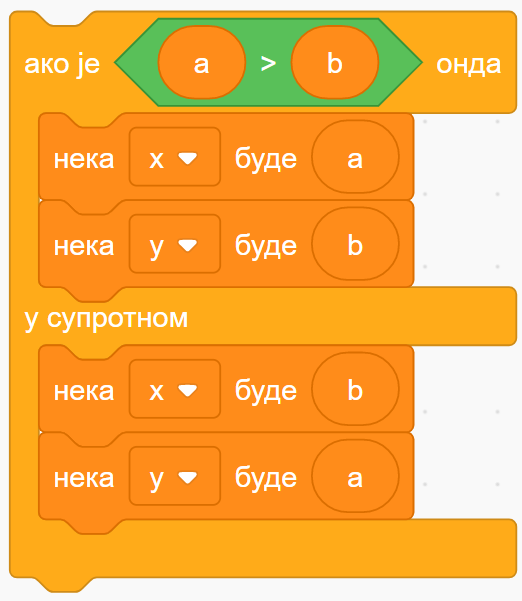 ако је a > b онда
нека x буде a
нека y буде b
у супротном
нека x буде b
нека y буде a